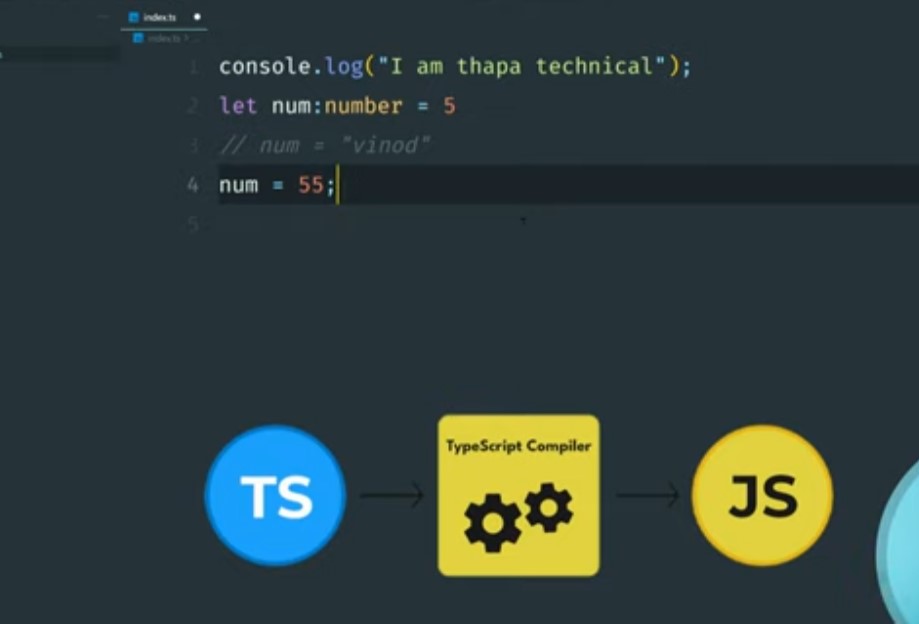 index.ts
index.ts > ...
1 console.log("I am thapa technical");
2 let num:number = 5
3 // num = "vinod"
4 num = 55;
5
TypeScript Compiler
TS
JS